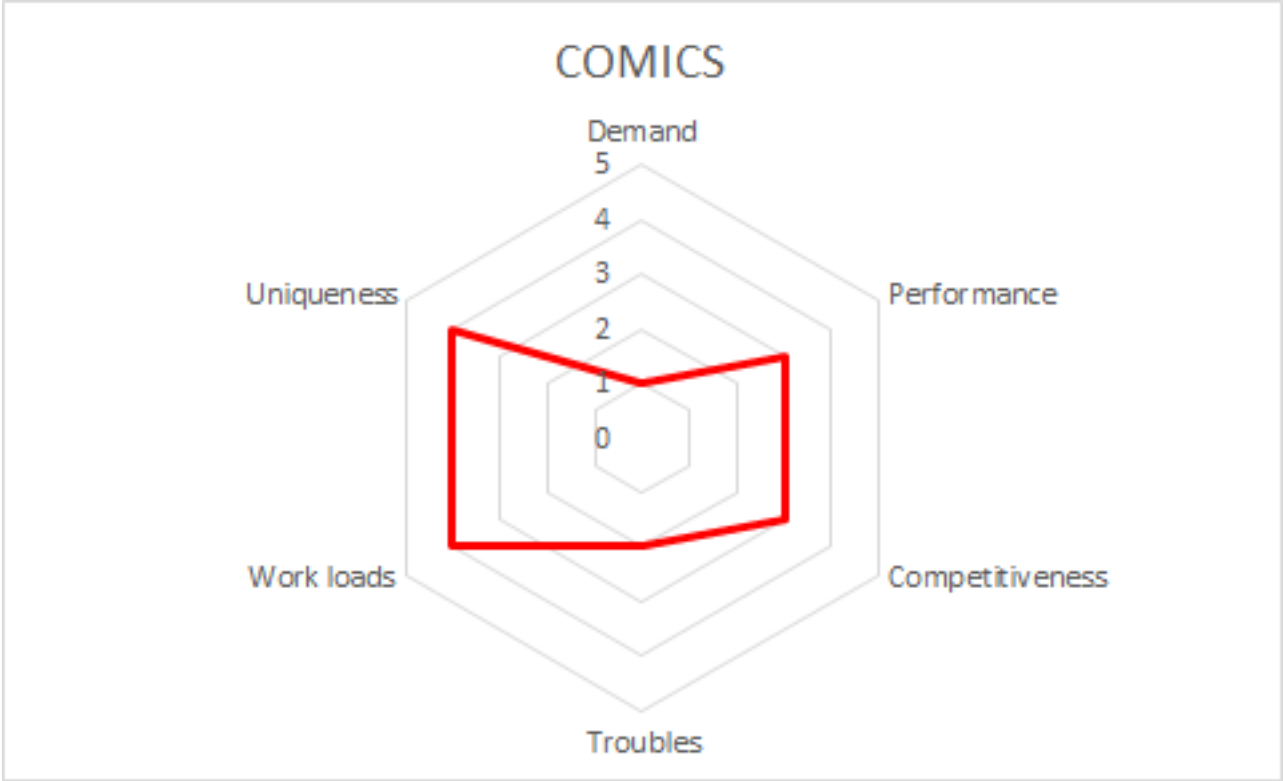 COMICS
Demand
5
4
3
2
1
0
Uniqueness
Performance
Work loads
Competitiveness
Troubles